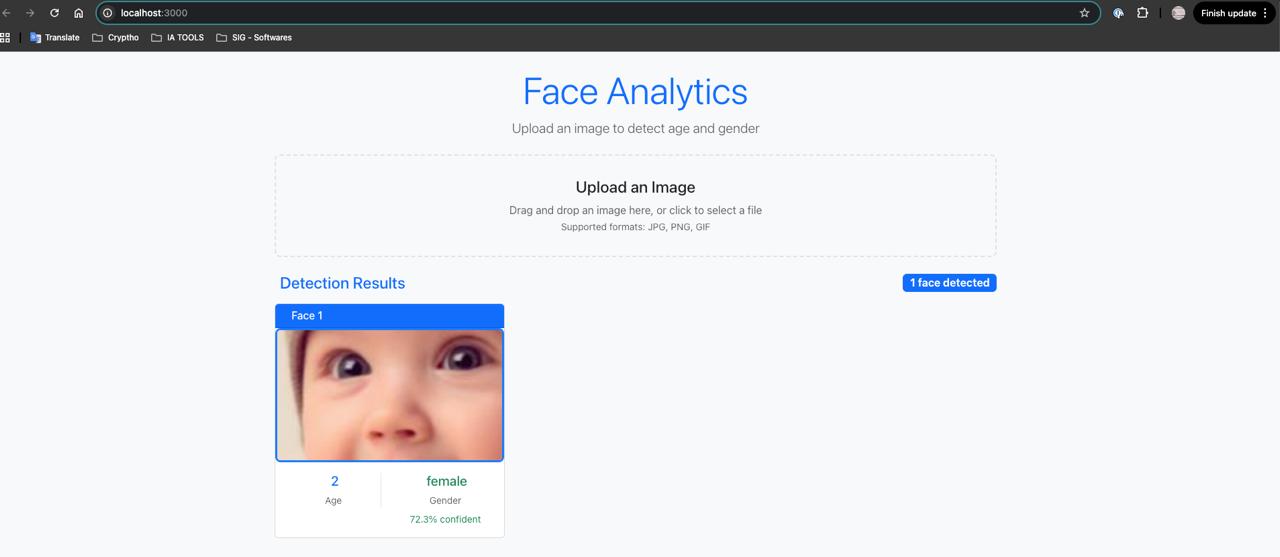 localhost:3000
Finish update
Translate Cryptho IA TOOLS SIG - Softwares
Face Analytics
Upload an image to detect age and gender
Upload an Image
Drag and drop an image here, or click to select a file
Supported formats: JPG, PNG, GIF
Detection Results
1 face detected
Face 1
2 female
Age Gender
72.3% confident